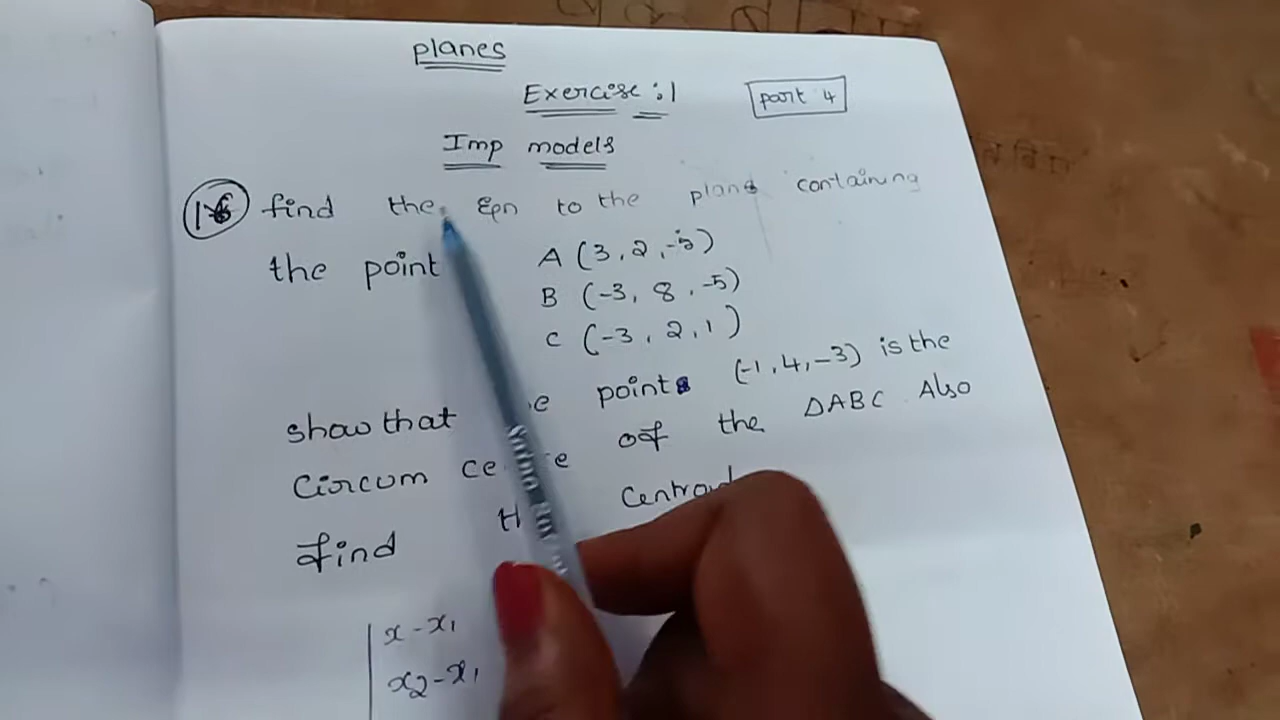 planes
Exercise :1
part 4
Imp models
find the Eqn to the plane containing
the point A (3, 2, -5)
B (-3, 8, -5)
C (-3, 2, 1)
show that point (-1, 4, -3) is the
Circum of the ΔABC Also
find
x - x1
x2 - x1